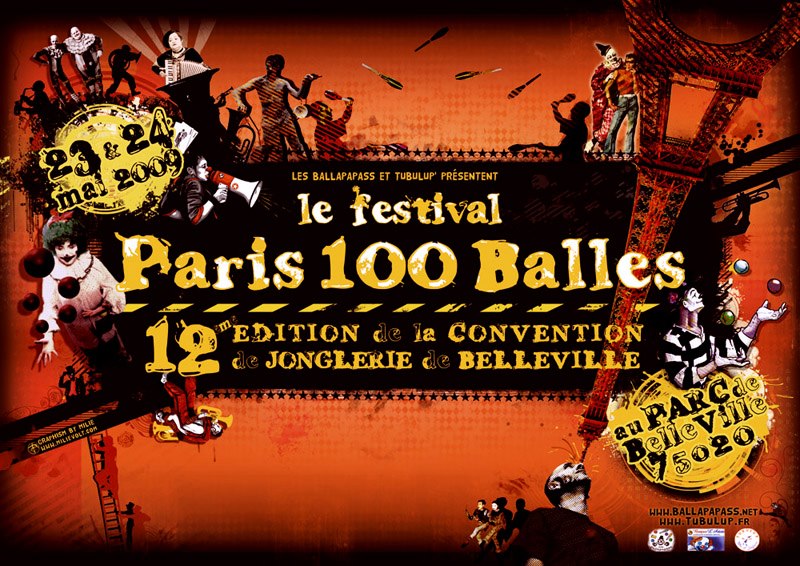 23 & 24
mai 2009
LES BALLAPAPASS ET TUBULUP' PRÉSENTENT
le festival
Paris 100 Balles
12ème EDITION de la CONVENTION
de JONGLERIE de BELLEVILLE
au PARC de
Belleville
75020
GRAPHISM BY MILIE
WWW.MILIEVOLT.COM
WWW.BALLAPAPASS.NET
WWW.TUBULUP.FR